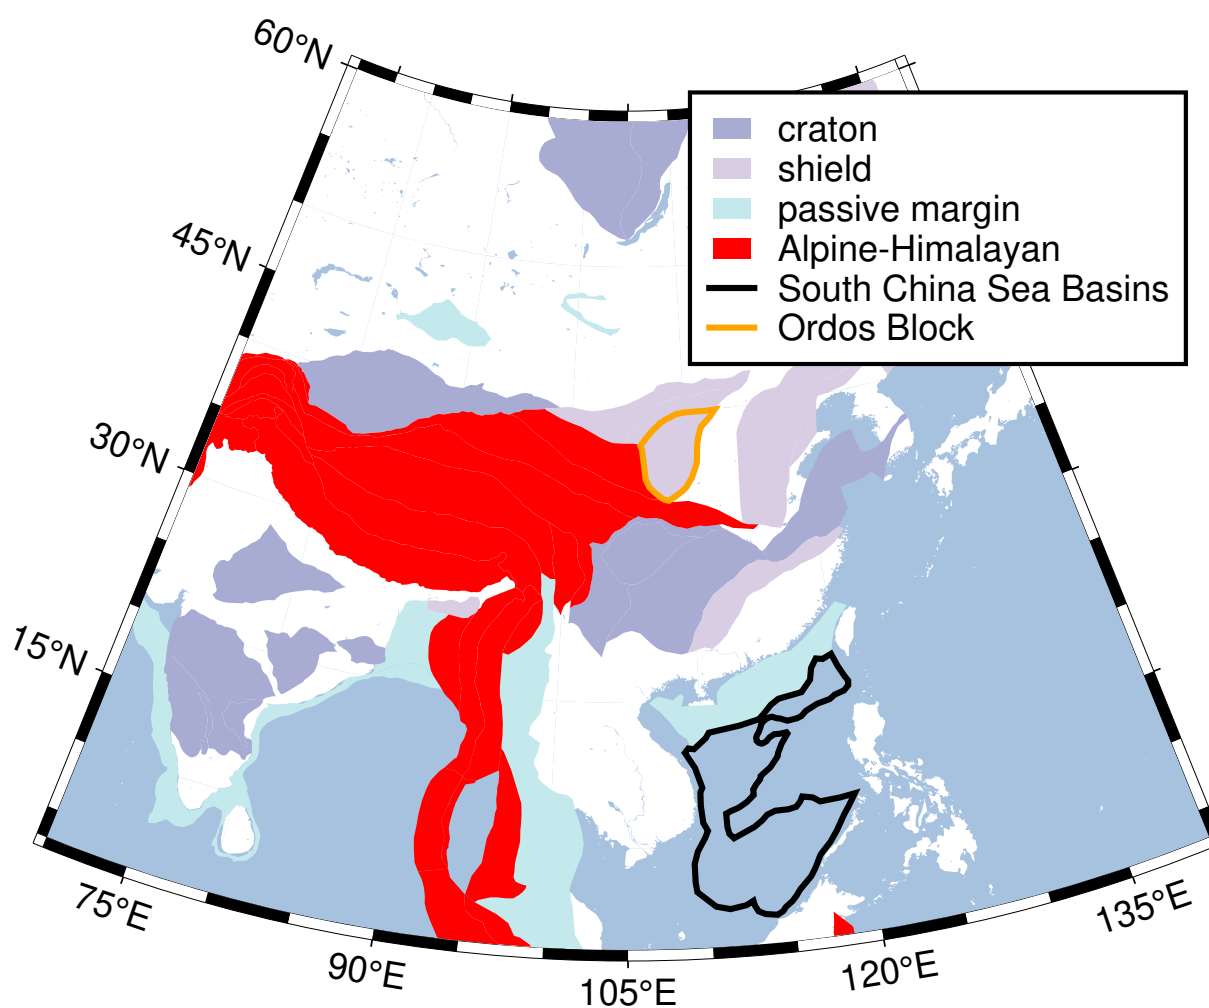 60°N
craton
shield
passive margin
Alpine-Himalayan
South China Sea Basins
Ordos Block
45°N
30°N
15°N
75°E
90°E
105°E
120°E
135°E